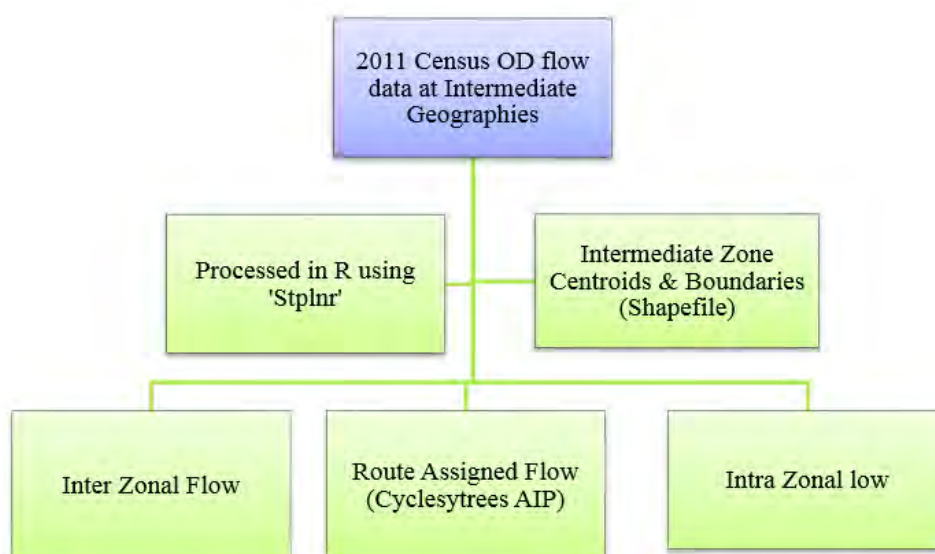 2011 Census OD flow
data at Intermediate
Geographies
Processed in R using
'Stplnr'
Intermediate Zone
Centroids & Boundaries
(Shapefile)
Inter Zonal Flow
Route Assigned Flow
(Cyclesytrees AIP)
Intra Zonal low